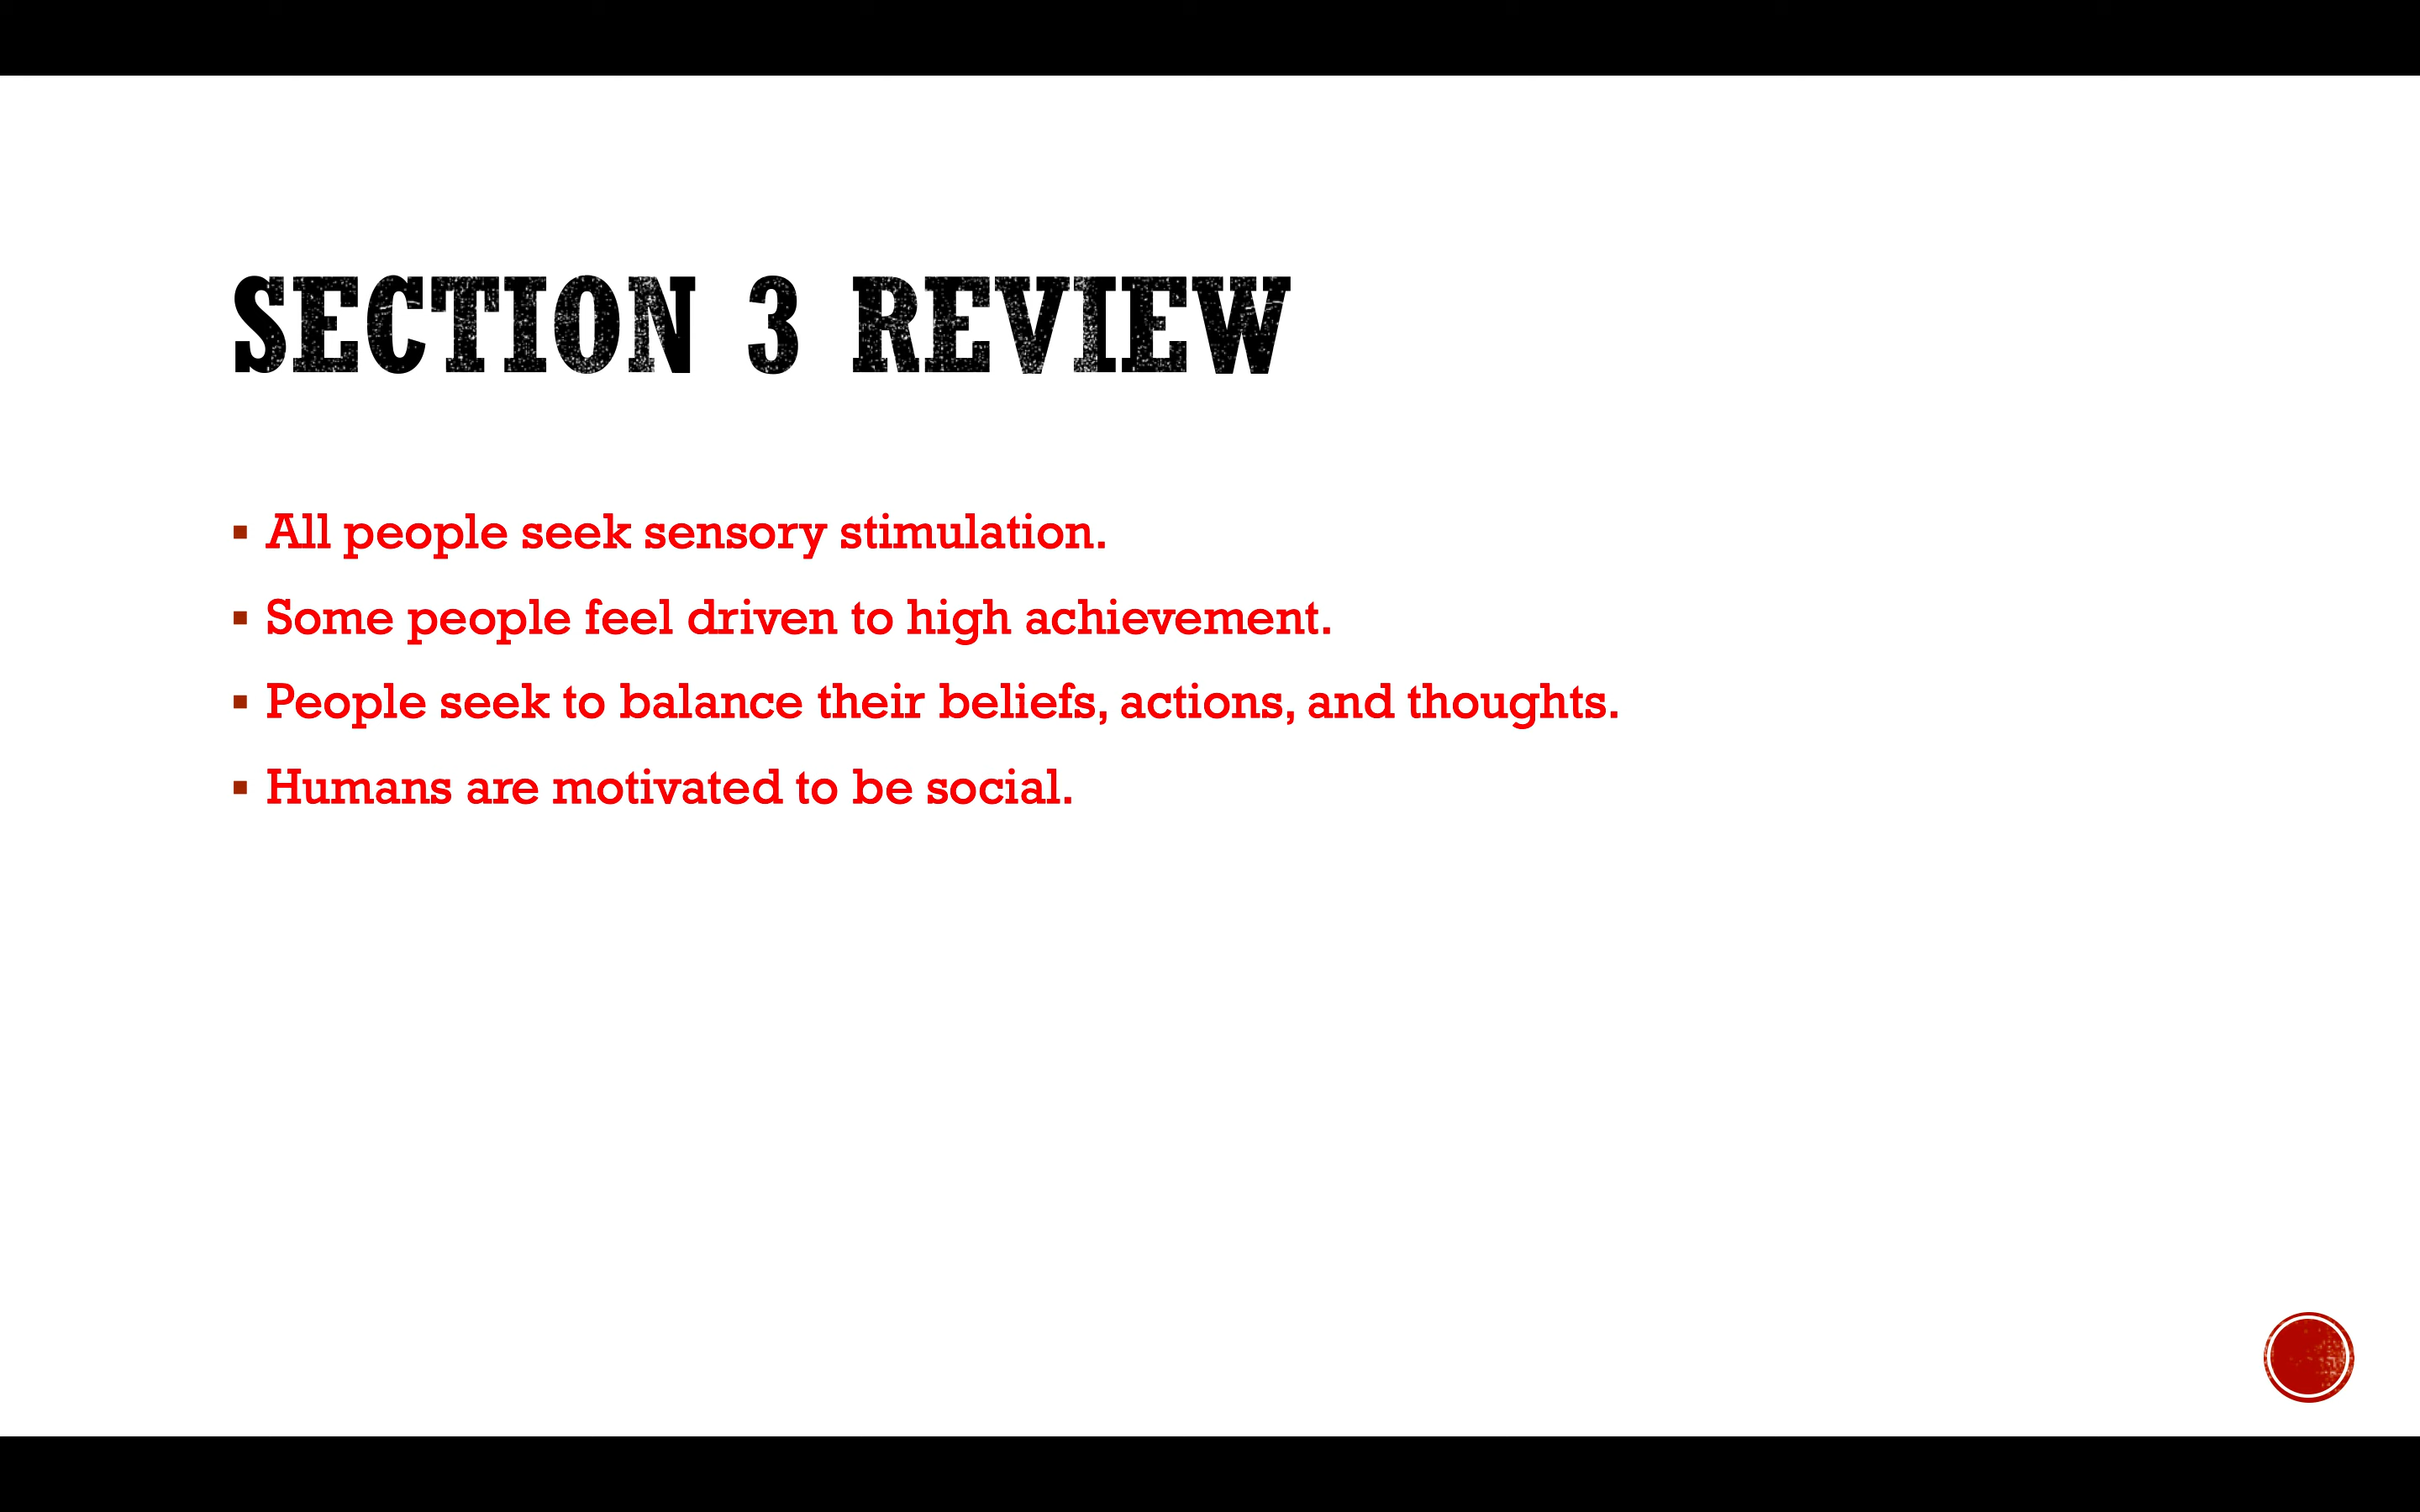 SECTION 3 REVIEW
▪ All people seek sensory stimulation.
▪ Some people feel driven to high achievement.
▪ People seek to balance their beliefs, actions, and thoughts.
▪ Humans are motivated to be social.